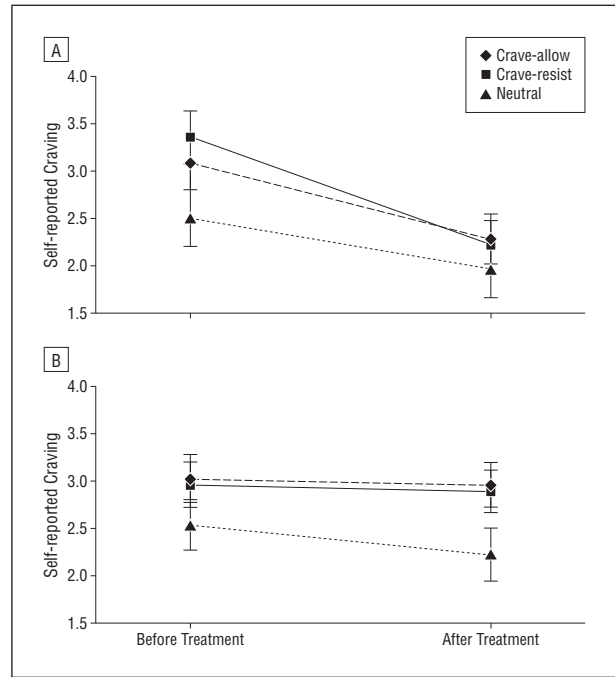 A
Crave-allow
Crave-resist
Neutral
4.0
3.5
3.0
2.5
2.0
1.5
Self-reported Craving
B
4.0
3.5
3.0
2.5
2.0
1.5
Self-reported Craving
Before Treatment
After Treatment